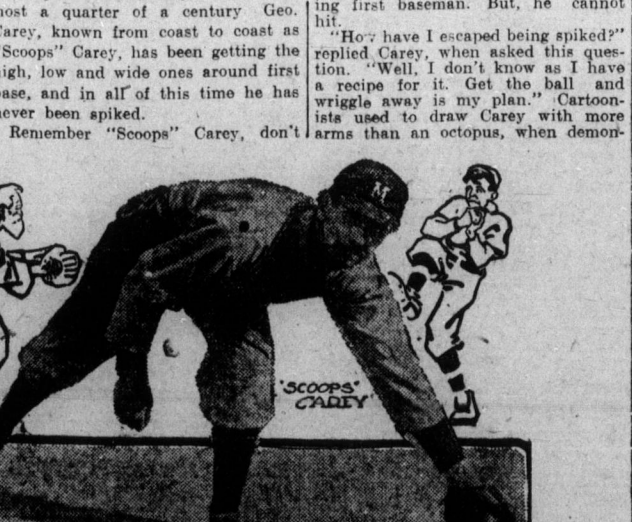 most a quarter of a century Geo.
Carey, known from coast to coast as
"Scoops" Carey, has been getting the
high, low and wide ones around first
base, and in all of this time he has
never been spiked.
Remember "Scoops" Carey, don't
ing first baseman. But, he cannot
hit.
"How have I escaped being spiked?"
replied Carey, when asked this ques-
tion. "Well, I don't know as I have
a recipe for it. Get the ball and
wriggle away is my plan." Cartoon-
ists used to draw Carey with more
arms than an octopus, when demon-
M
"SCOOPS"
CAREY